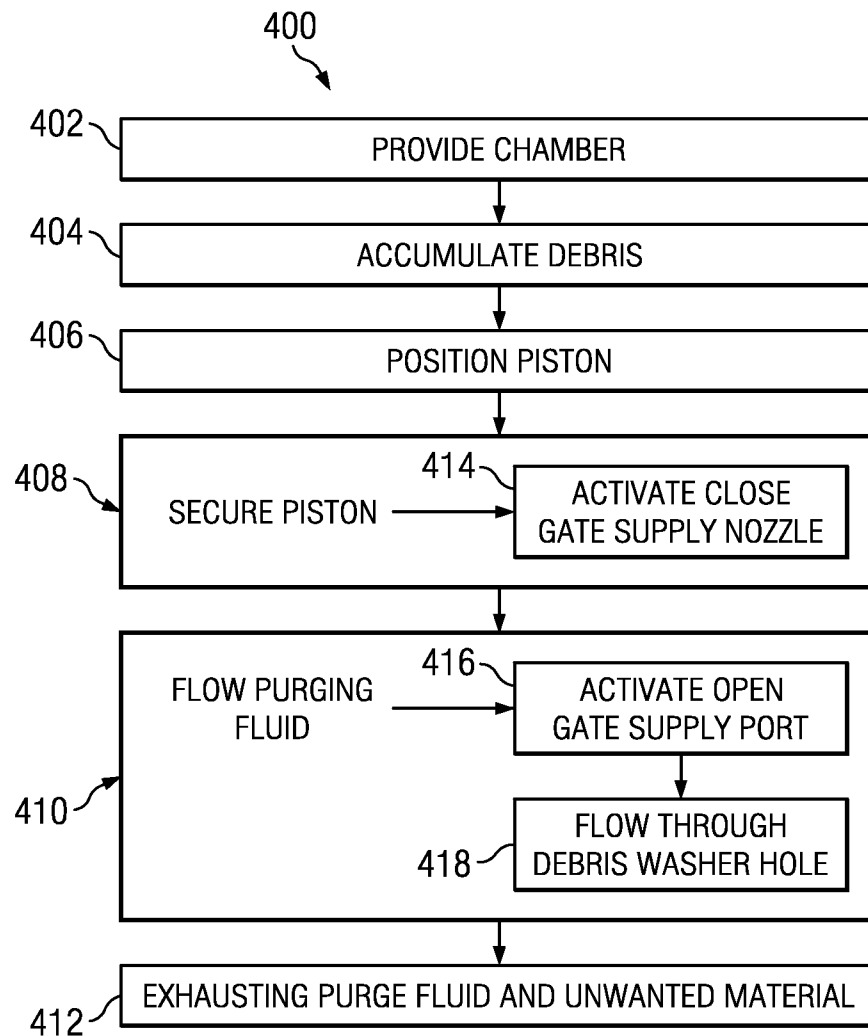 400
402
PROVIDE CHAMBER
404
ACCUMULATE DEBRIS
406
POSITION PISTON
408
SECURE PISTON
414
ACTIVATE CLOSE
GATE SUPPLY NOZZLE
410
FLOW PURGING
FLUID
416
ACTIVATE OPEN
GATE SUPPLY PORT
418
FLOW THROUGH
DEBRIS WASHER HOLE
412
EXHAUSTING PURGE FLUID AND UNWANTED MATERIAL